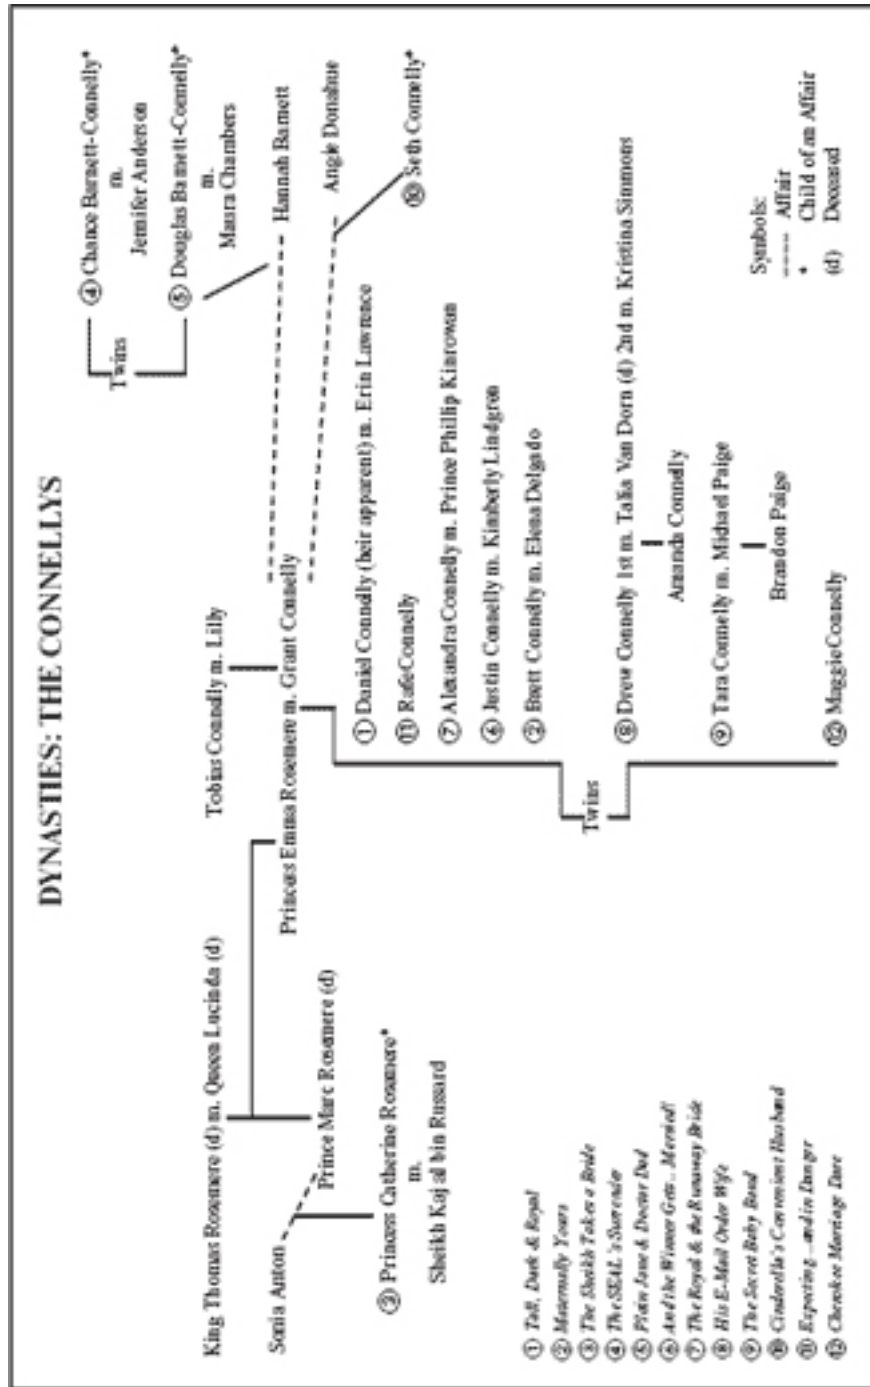 DYNASTIES: THE CONNELLYS
King Thomas Rosemere (d) m. Queen Lucinda (d)
Tobias Connelly m. Lilly
Twins
④ Chance Barnett-Connelly*
m.
Jennifer Anderson
⑤ Douglas Barnett-Connelly*
m.
Maura Chambers
Sonia Anton
Prince Marc Rosemere (d)
Princess Emma Rosemere m. Grant Connelly
Hannah Barnett
Angie Donahue
③ Princess Catherine Rosemere*
m.
Sheikh Kaj al bin Russard
① Daniel Connelly (heir apparent) m. Erin Lawrence
⑩ Seth Connelly*
⑪ Rafe Connelly
⑦ Alexandra Connelly m. Prince Phillip Kinrowan
⑥ Justin Connelly m. Kimberly Lindgren
② Brett Connelly m. Elena Delgado
Twins
⑧ Drew Connelly 1st m. Talia Van Dorn (d) 2nd m. Kristina Simmons
Amanda Connelly
⑨ Tara Connelly m. Michael Paige
Brandon Paige
⑫ Maggie Connelly
① Tall, Dark & Royal
② Maternally Yours
③ The Sheikh Takes a Bride
④ The SEAL's Surrender
⑤ Plain Jane & Doctor Dad
⑥ And the Winner Gets...Married!
⑦ The Royal & the Runaway Bride
⑧ His E-Mail Order Wife
⑨ The Secret Baby Bond
⑩ Cinderella's Convenient Husband
⑪ Expecting...and in Danger
⑫ Cherokee Marriage Dare
Symbols:
----- Affair
* Child of an Affair
(d) Deceased